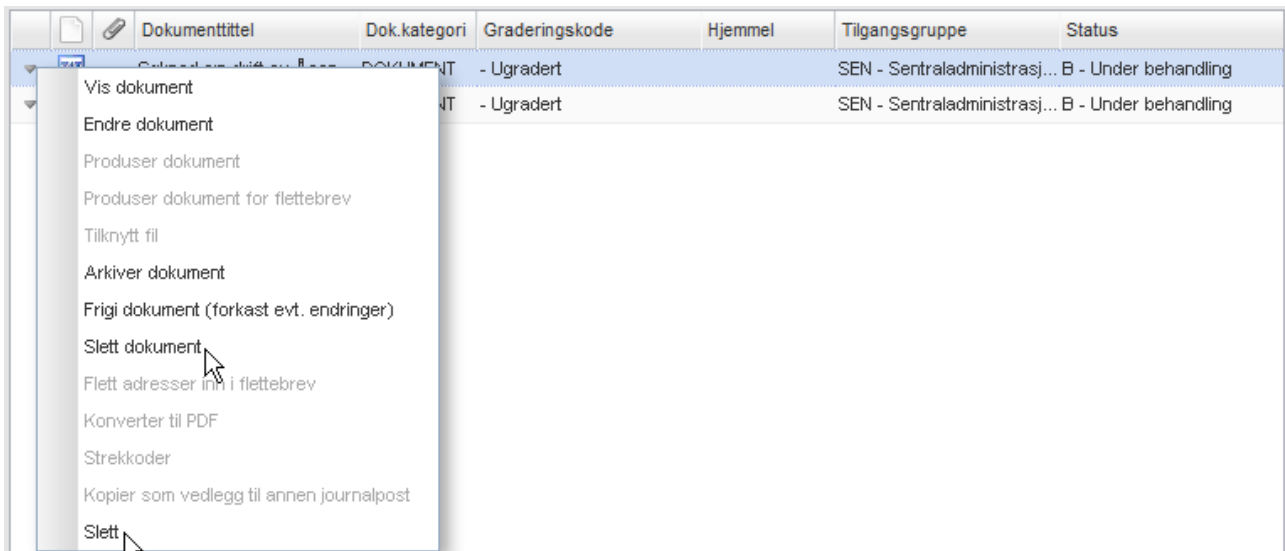 Dokumenttittel Dok.kategori Graderingskode Hjemmel Tilgangsgruppe Status
DOKUMENT - Ugradert SEN - Sentraladministrasj... B - Under behandling
- Ugradert SEN - Sentraladministrasj... B - Under behandling
Vis dokument
Endre dokument
Produser dokument
Produser dokument for flettebrev
Tilknytt fil
Arkiver dokument
Frigi dokument (forkast evt. endringer)
Slett dokument
Flett adresser inn i flettebrev
Konverter til PDF
Strekkoder
Kopier som vedlegg til annen journalpost
Slett